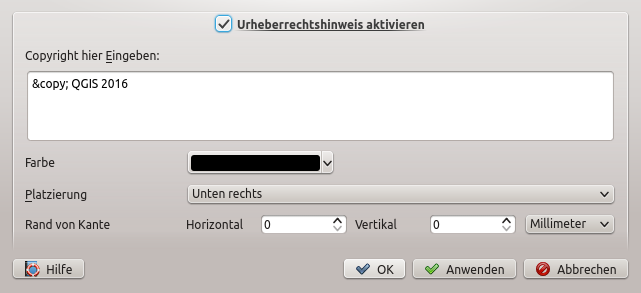 Urheberrechtshinweis aktivieren
Copyright hier Eingeben:
&copy; QGIS 2016
Farbe
Platzierung Unten rechts
Rand von Kante Horizontal 0 Vertikal 0 Millimeter
Hilfe OK Anwenden Abbrechen